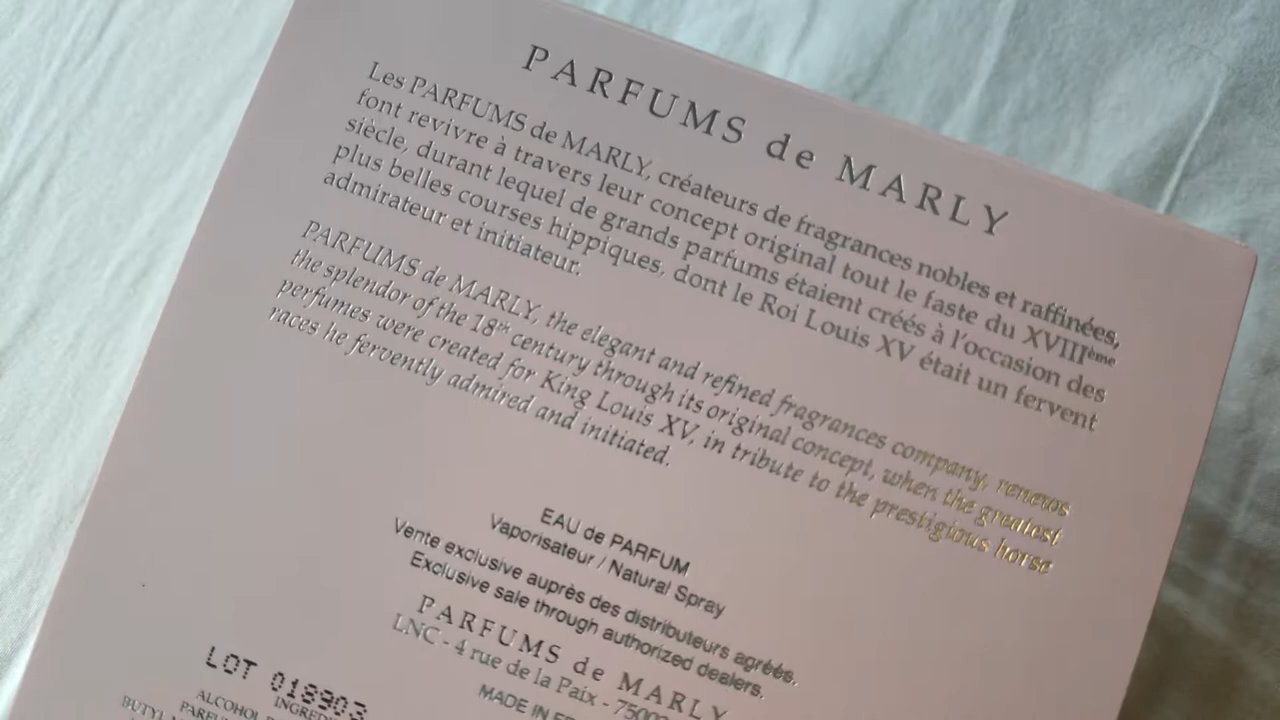 PARFUMS de MARLY
Les PARFUMS de MARLY, créateurs de fragrances nobles et raffinées,
font revivre à travers leur concept original tout le faste du XVIIIème
siècle, durant lequel de grands parfums étaient créés à l'occasion des
plus belles courses hippiques, dont le Roi Louis XV était un fervent
admirateur et initiateur.
PARFUMS de MARLY, the elegant and refined fragrances company, renews
the splendor of the 18th century through its original concept, when the greatest
perfumes were created for King Louis XV, in tribute to the prestigious horse
races he fervently admired and initiated.
EAU de PARFUM
Vaporisateur / Natural Spray
Vente exclusive auprès des distributeurs agréés.
Exclusive sale through authorized dealers.
PARFUMS de MARLY
LNC - 4 rue de la Paix -
MADE IN
LOT 018903
ALCOHOL